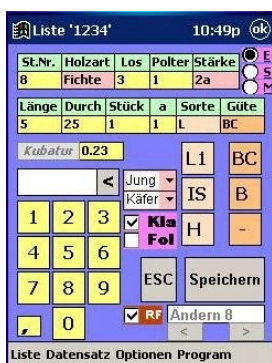 Liste '1234' 10:49p ok
St.Nr. Holzart Los Polter Stärke E
8 Fichte 3 1 2a S
M
Länge Durch Stück a Sorte Güte
5 25 1 1 L BC
Kubatur 0.23
L1 BC
< Jung
Käfer IS B
1 2 3 Kla
Fol H -
4 5 6
7 8 9 ESC Speichern
, 0 RF Ändern 8
< >
Liste Datensatz Optionen Program